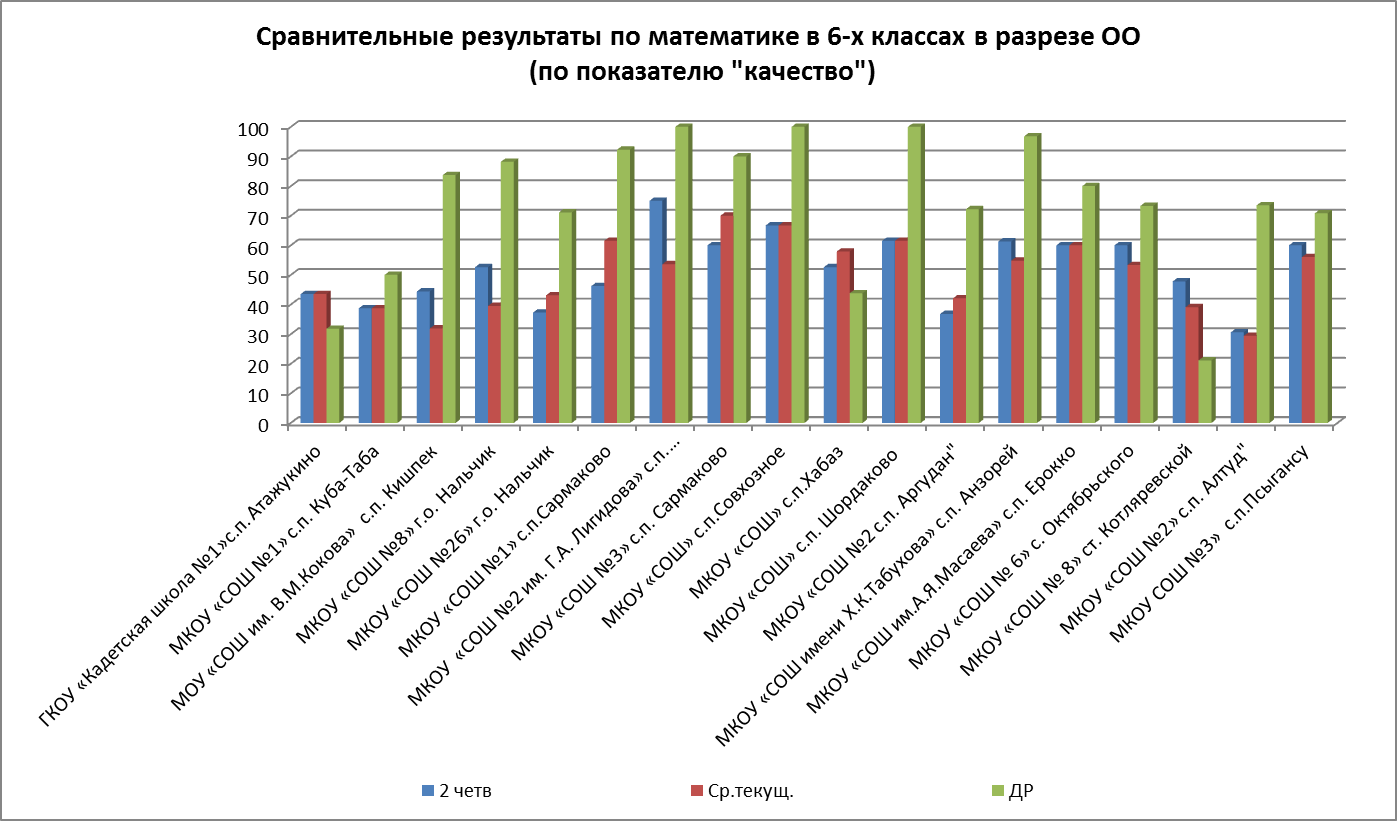 Сравнительные результаты по математике в 6-х классах в разрезе ОО
(по показателю "качество")
100
90
80
70
60
50
40
30
20
10
0
ГКОУ «Кадетская школа №1»с.п. Атажукино
МКОУ «СОШ №1» с.п. Куба-Таба
МОУ «СОШ им. В.М.Кокова» с.п. Кишпек
МКОУ «СОШ №8» г.о. Нальчик
МКОУ «СОШ №26» г.о. Нальчик
МКОУ «СОШ №1» с.п.Сармаково
МКОУ «СОШ №2 им. Г.А. Лигидова» с.п.…
МКОУ «СОШ №3» с.п. Сармаково
МКОУ «СОШ» с.п.Совхозное
МКОУ «СОШ» с.п.Хабаз
МКОУ «СОШ» с.п. Шордаково
МКОУ «СОШ №2 с.п. Аргудан"
МКОУ «СОШ имени Х.К.Табухова» с.п. Анзорей
МКОУ «СОШ им.А.Я.Масаева» с.п. Ерокко
МКОУ «СОШ № 6» с. Октябрьского
МКОУ «СОШ № 8» ст. Котляревской
МКОУ «СОШ №2» с.п. Алтуд"
МКОУ СОШ №3» с.п.Псыгансу
2 четв
Ср.текущ.
ДР